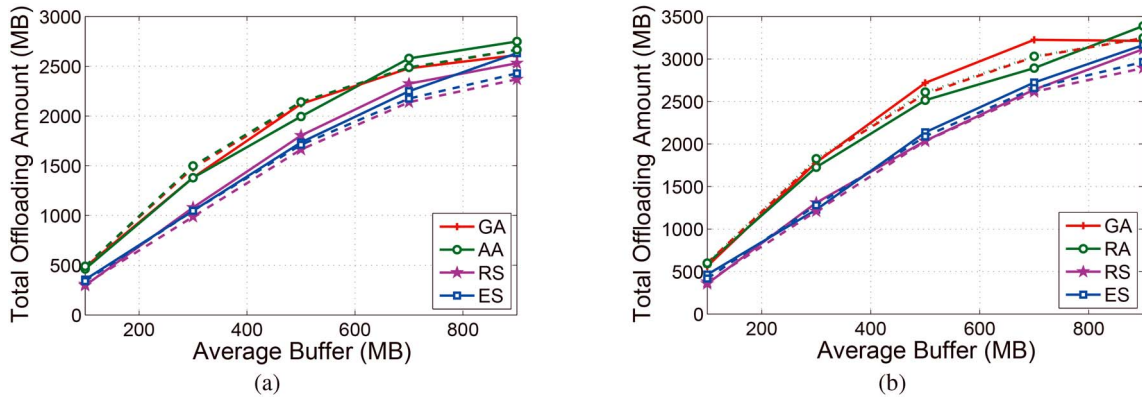 Total Offloading Amount (MB)
3000
2500
2000
1500
1000
500
0
200
400
600
800
Average Buffer (MB)
GA
AA
RS
ES
(a)
Total Offloading Amount (MB)
3500
3000
2500
2000
1500
1000
500
0
200
400
600
800
Average Buffer (MB)
GA
RA
RS
ES
(b)